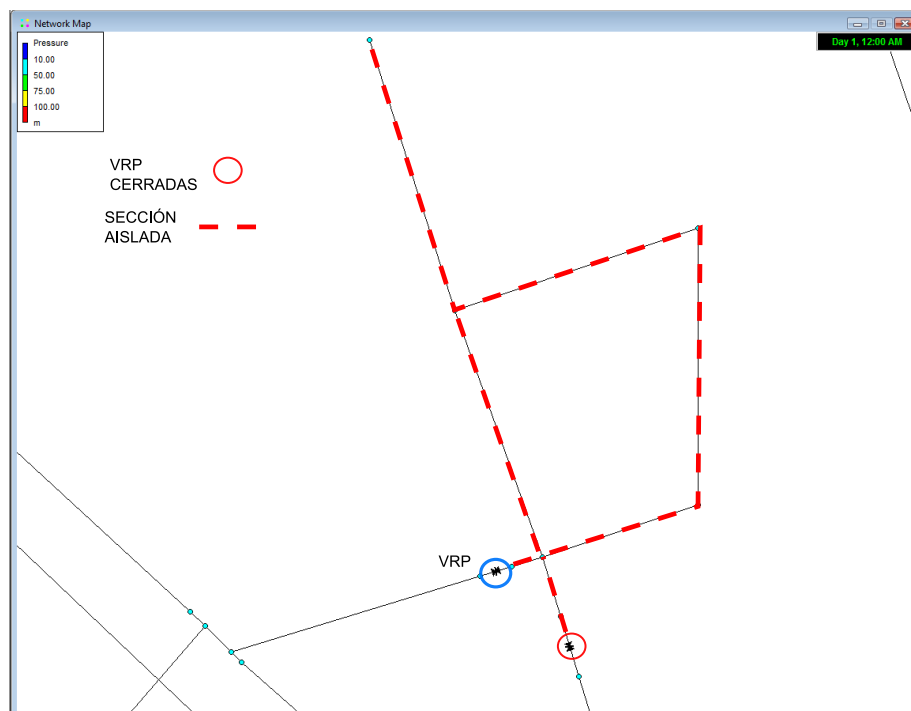 Network Map
Day 1, 12:00 AM
Pressure
10.00
50.00
75.00
100.00
m
VRP
CERRADAS
SECCIÓN
AISLADA
VRP